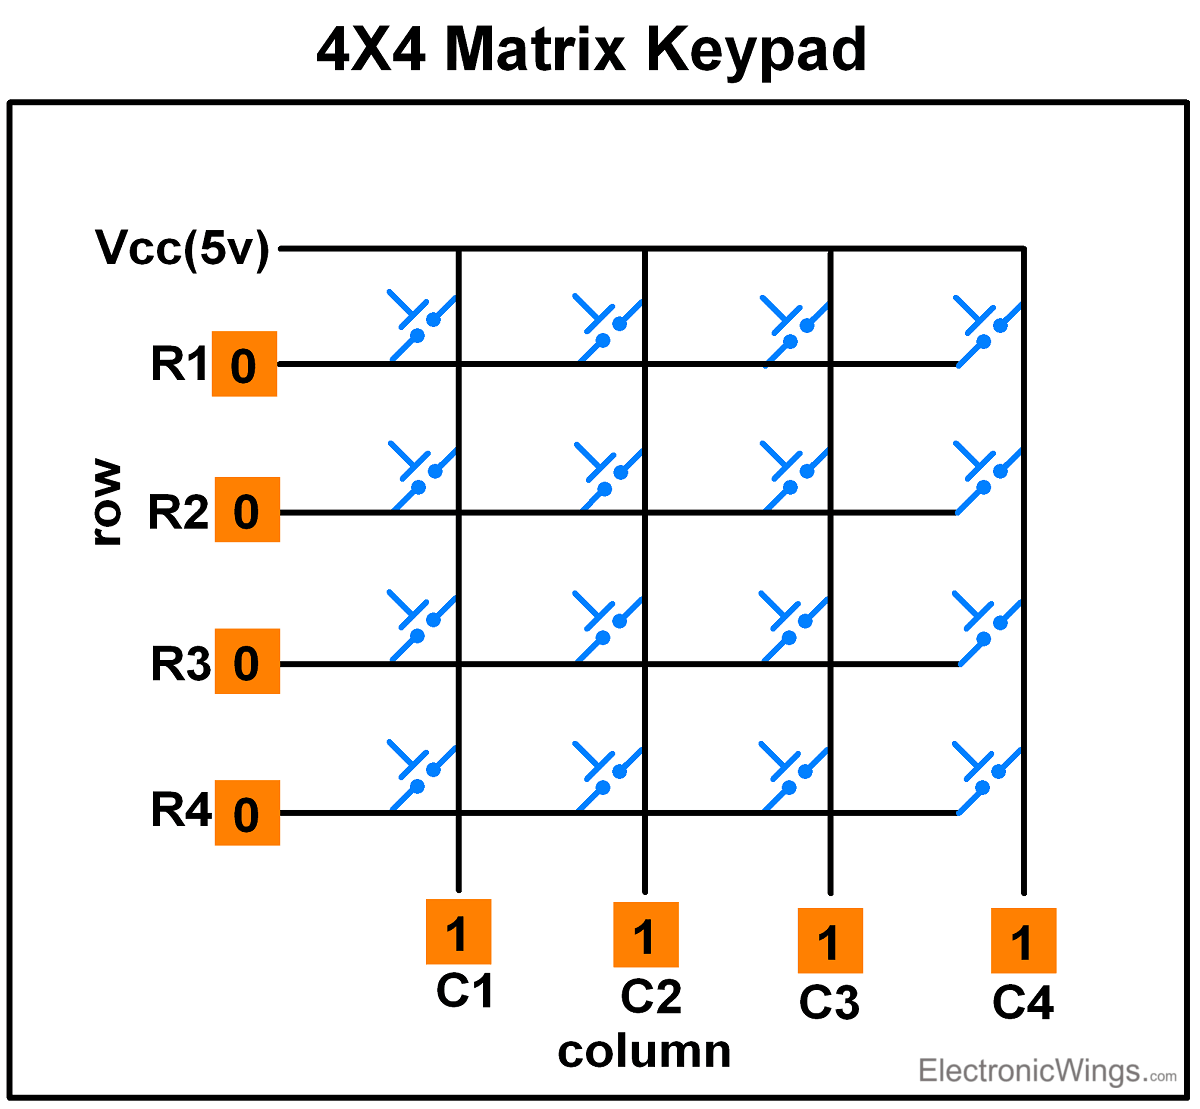 4X4 Matrix Keypad
Vcc(5v)
R1 0
row
R2 0
R3 0
R4 0
1 1 1 1
C1 C2 C3 C4
column
ElectronicWings.com